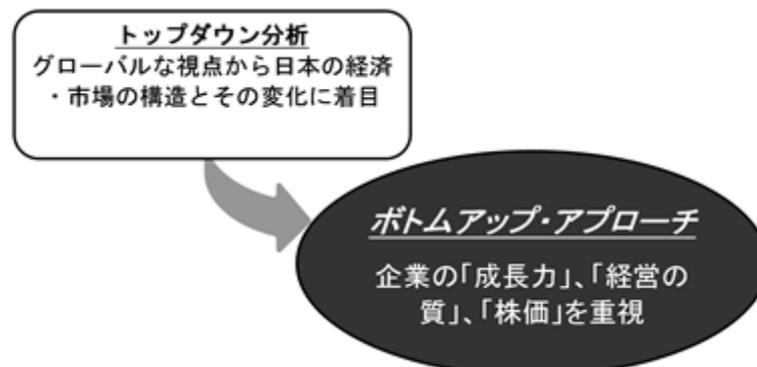 トップダウン分析
グローバルな視点から日本の経済
・市場の構造とその変化に着目
ボトムアップ・アプローチ
企業の「成長力」、「経営の
質」、「株価」を重視